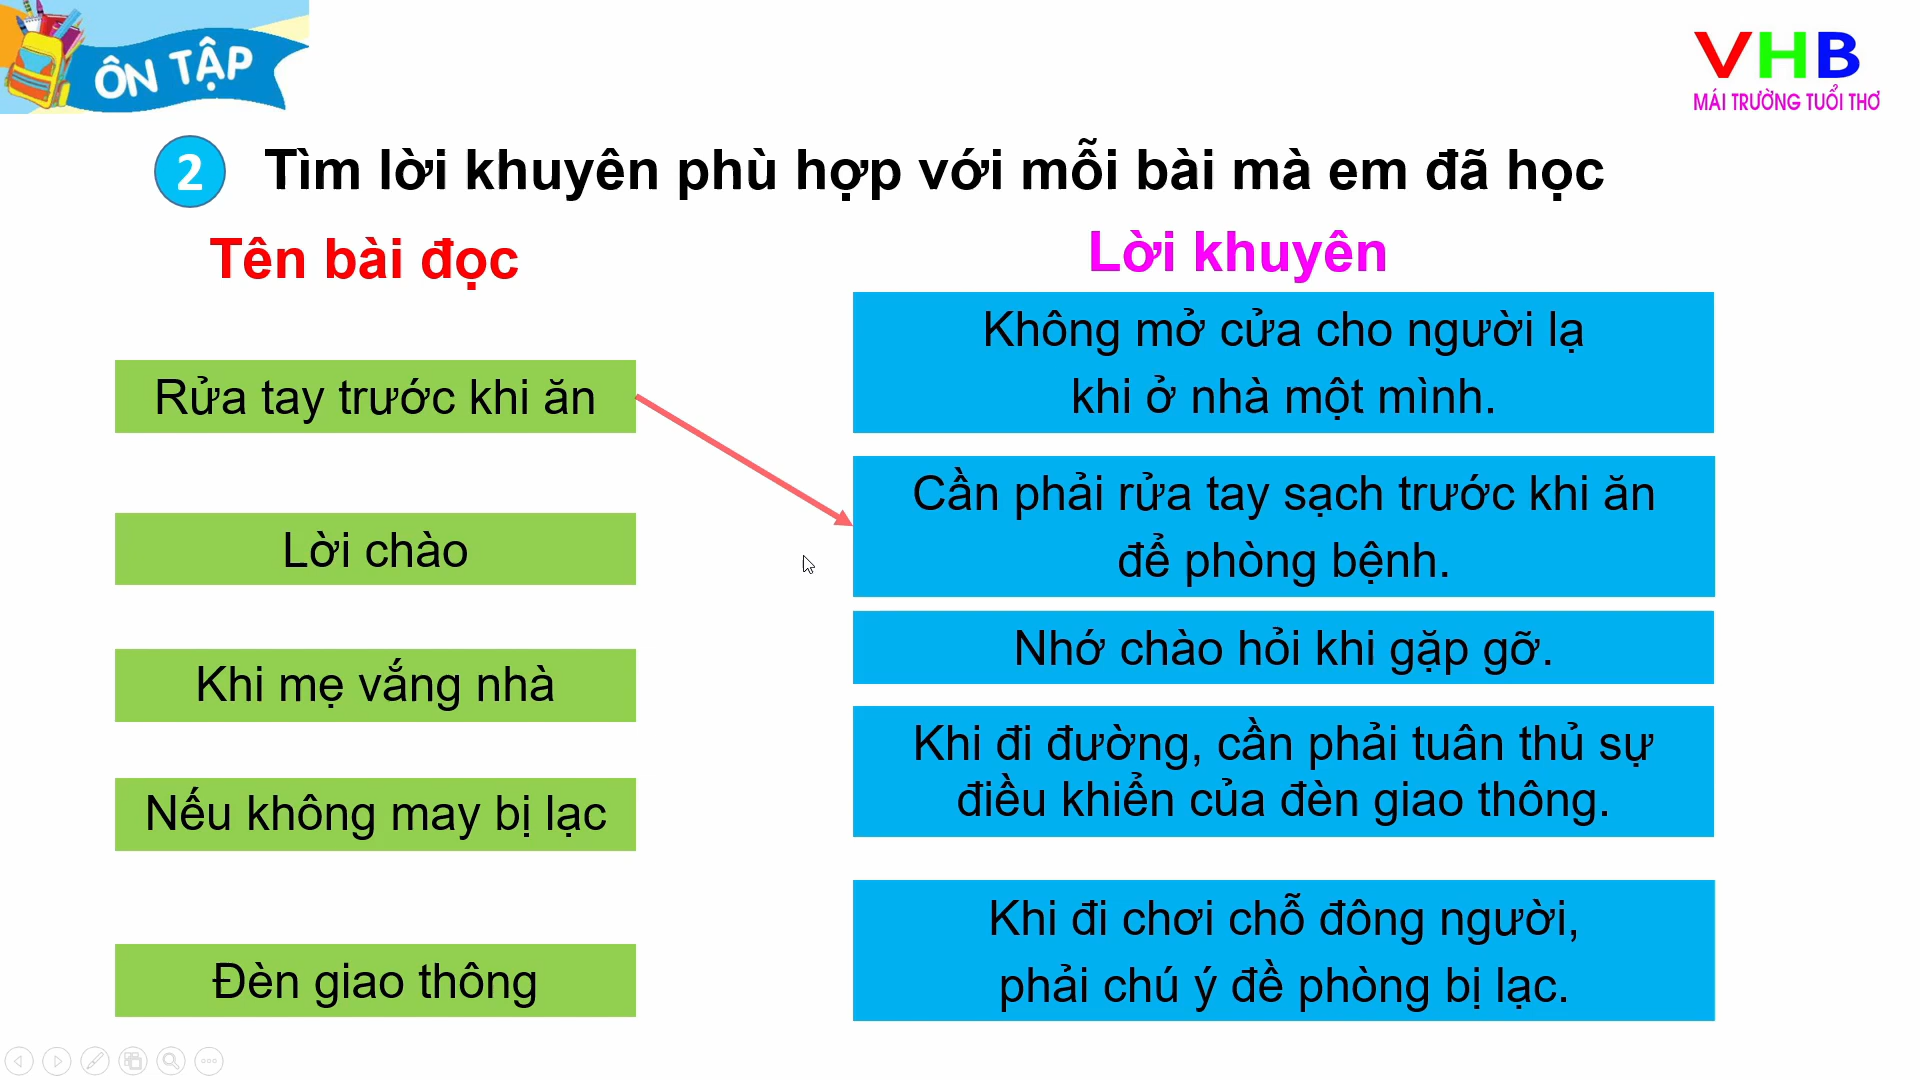 ÔN TẬP
VHB
MÁI TRƯỜNG TUỔI THƠ
2 Tìm lời khuyên phù hợp với mỗi bài mà em đã học
Tên bài đọc
Rửa tay trước khi ăn
Lời chào
Khi mẹ vắng nhà
Nếu không may bị lạc
Đèn giao thông
Lời khuyên
Không mở cửa cho người lạ
khi ở nhà một mình.
Cần phải rửa tay sạch trước khi ăn
để phòng bệnh.
Nhớ chào hỏi khi gặp gỡ.
Khi đi đường, cần phải tuân thủ sự
điều khiển của đèn giao thông.
Khi đi chơi chỗ đông người,
phải chú ý đề phòng bị lạc.